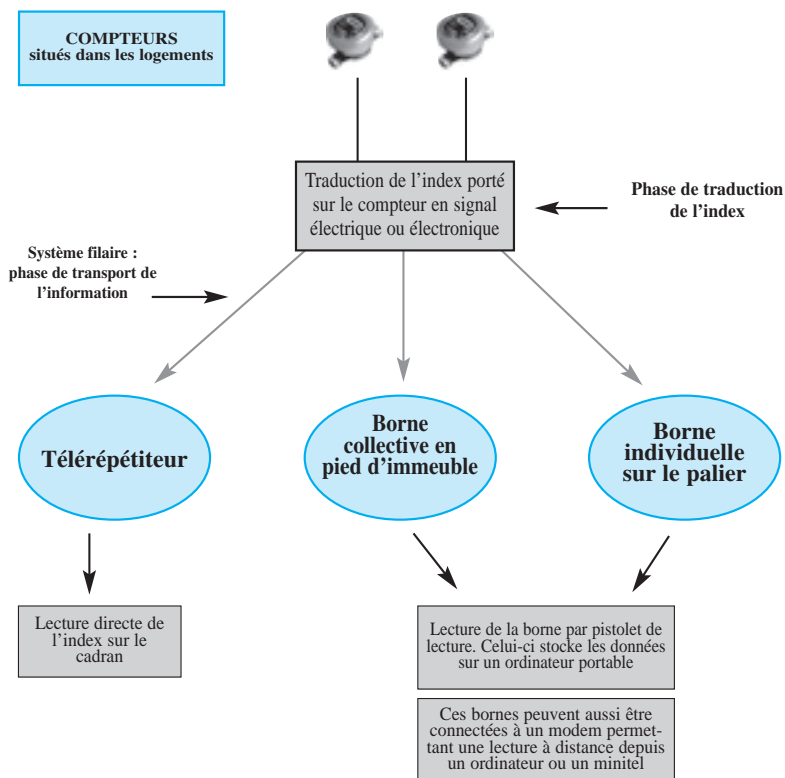 COMPTEURS
situés dans les logements
Traduction de l'index porté
sur le compteur en signal
électrique ou électronique
Phase de traduction
de l'index
Système filaire :
phase de transport de
l'information
Télérépétiteur
Borne
collective en
pied d'immeuble
Borne
individuelle
sur le palier
Lecture directe de
l'index sur le
cadran
Lecture de la borne par pistolet de
lecture. Celui-ci stocke les données
sur un ordinateur portable
Ces bornes peuvent aussi être
connectées à un modem permet-
tant une lecture à distance depuis
un ordinateur ou un minitel